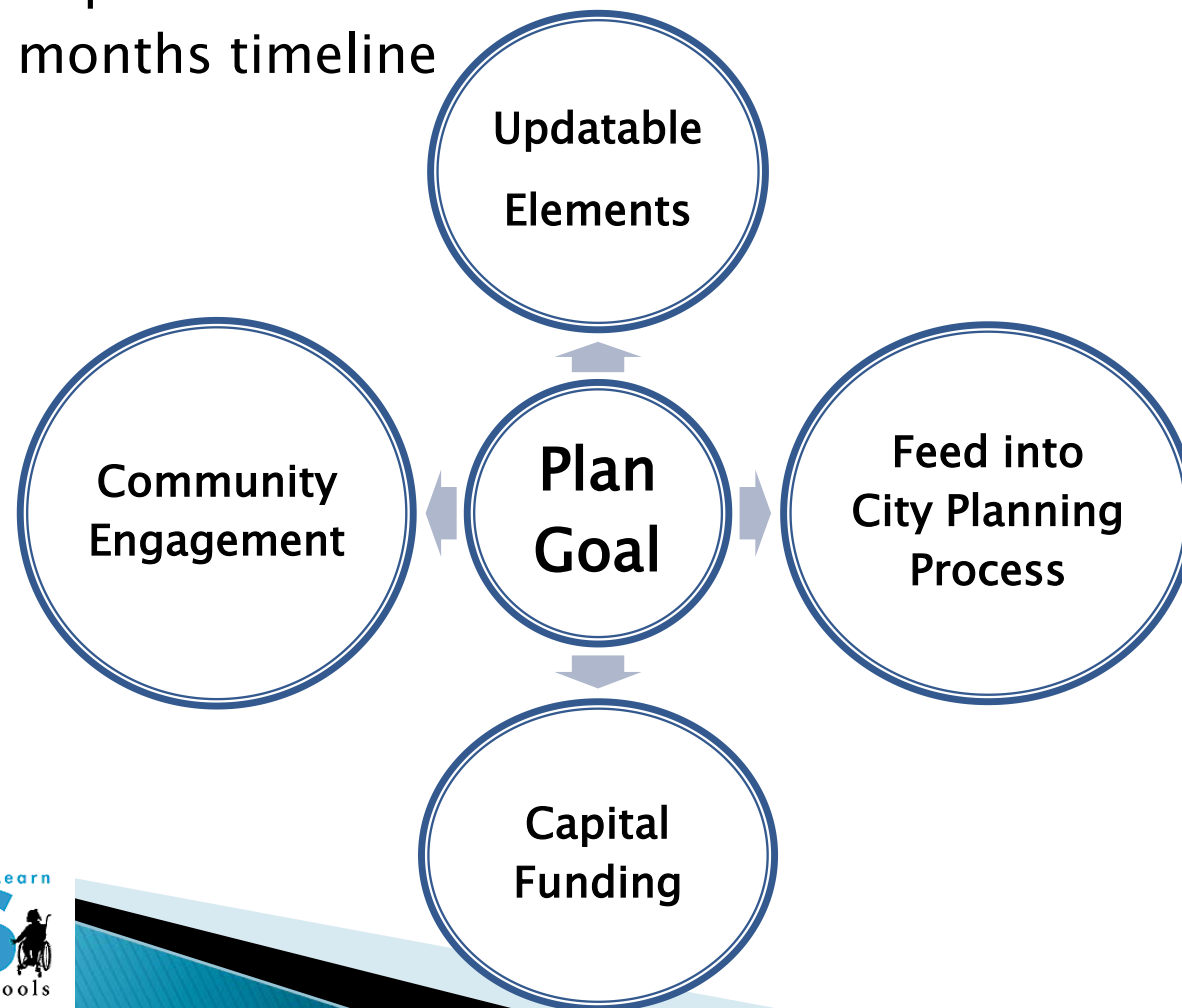 months timeline
Updatable
Elements
Community
Engagement
Plan
Goal
Feed into
City Planning
Process
Capital
Funding